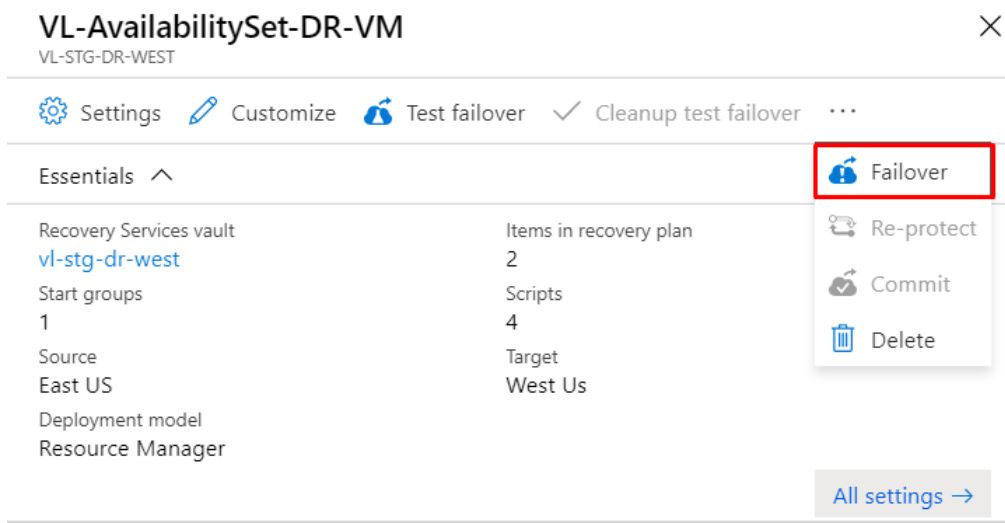 VL-AvailabilitySet-DR-VM
VL-STG-DR-WEST
Settings Customize Test failover Cleanup test failover ...
Failover
Re-protect
Commit
Delete
Essentials
Recovery Services vault
vl-stg-dr-west
Items in recovery plan
2
Start groups
1
Scripts
4
Source
East US
Target
West Us
Deployment model
Resource Manager
All settings →